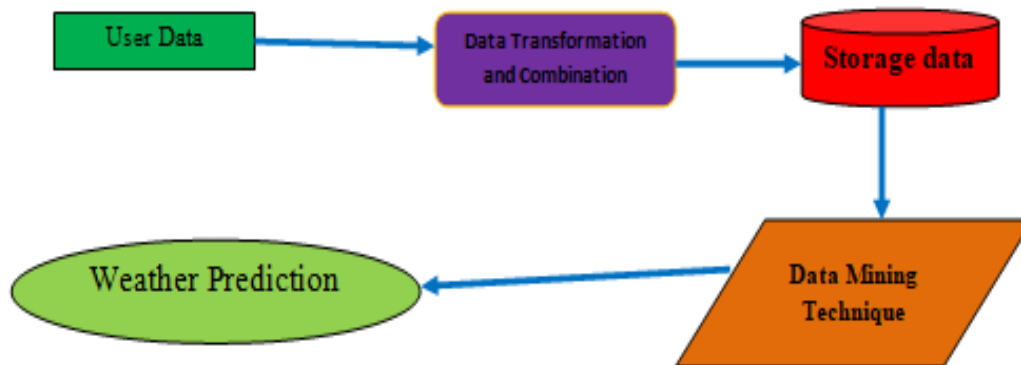 User Data
Data Transformation
and Combination
Storage data
Data Mining
Technique
Weather Prediction